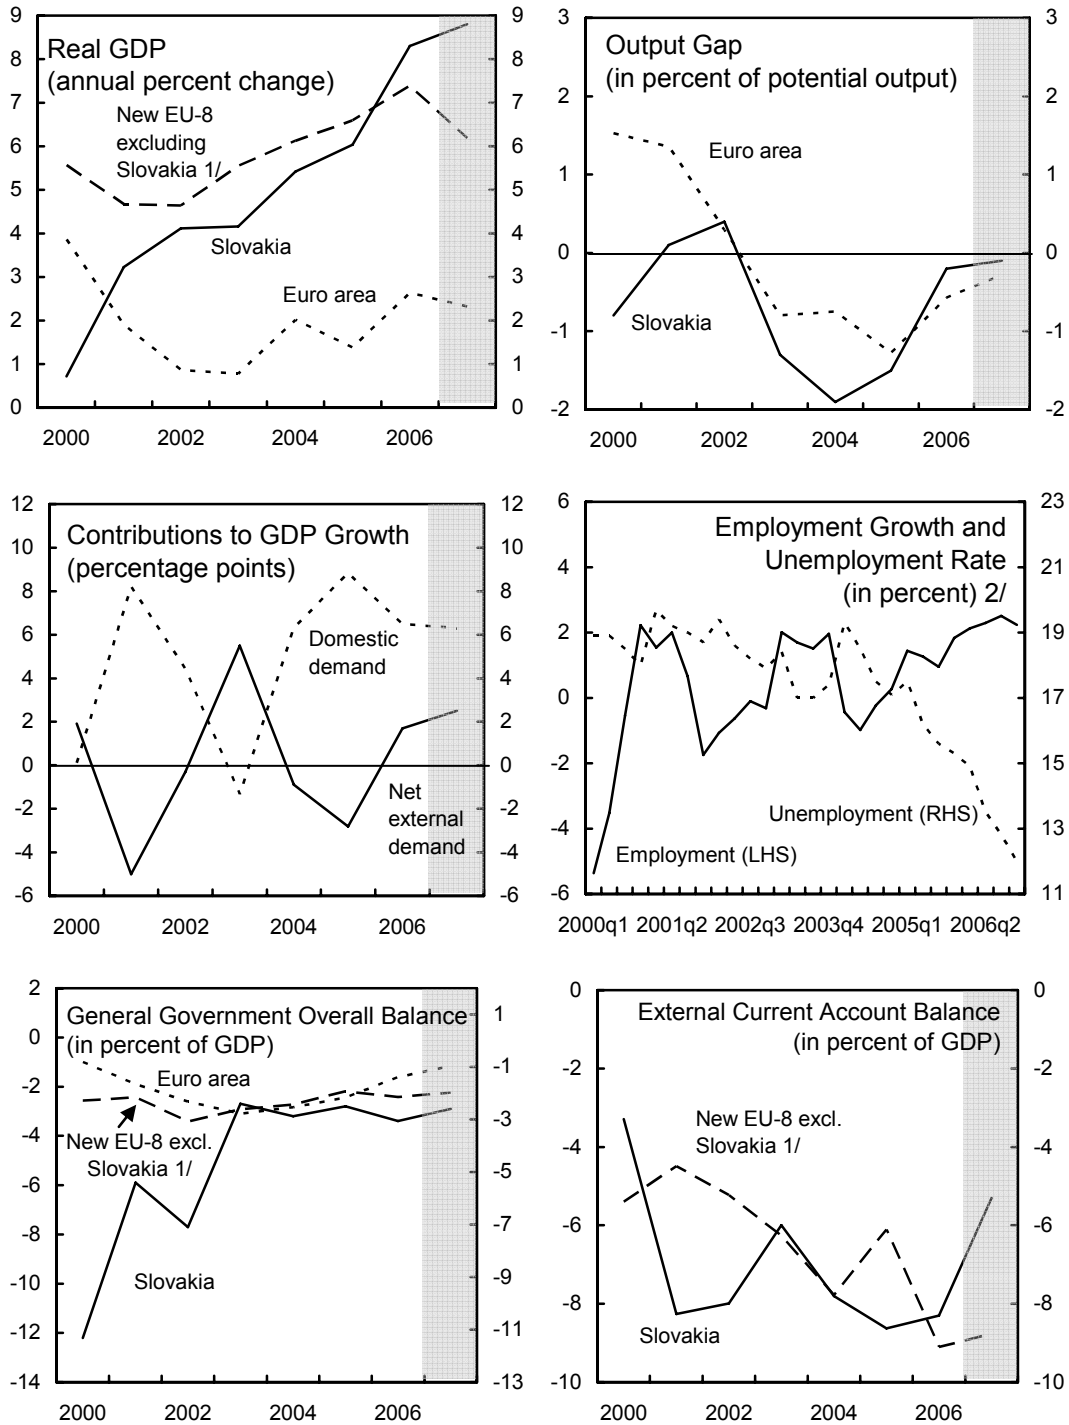 Real GDP
(annual percent change)
New EU-8
excluding
Slovakia 1/
Slovakia
Euro area
9 8 7 6 5 4 3 2 1 0
9 8 7 6 5 4 3 2 1 0
2000 2002 2004 2006
Output Gap
(in percent of potential output)
Euro area
Slovakia
3 2 1 0 -1 -2
3 2 1 0 -1 -2
2000 2002 2004 2006
Contributions to GDP Growth
(percentage points)
Domestic
demand
Net
external
demand
12 10 8 6 4 2 0 -2 -4 -6
12 10 8 6 4 2 0 -2 -4 -6
2000 2002 2004 2006
Employment Growth and
Unemployment Rate
(in percent) 2/
Unemployment (RHS)
Employment (LHS)
6 4 2 0 -2 -4 -6
23 21 19 17 15 13 11
2000q1 2001q2 2002q3 2003q4 2005q1 2006q2
General Government Overall Balance
(in percent of GDP)
Euro area
New EU-8 excl.
Slovakia 1/
Slovakia
2 0 -2 -4 -6 -8 -10 -12 -14
1 -1 -3 -5 -7 -9 -11 -13
2000 2002 2004 2006
External Current Account Balance
(in percent of GDP)
New EU-8 excl.
Slovakia 1/
Slovakia
0 -2 -4 -6 -8 -10
0 -2 -4 -6 -8 -10
2000 2002 2004 2006